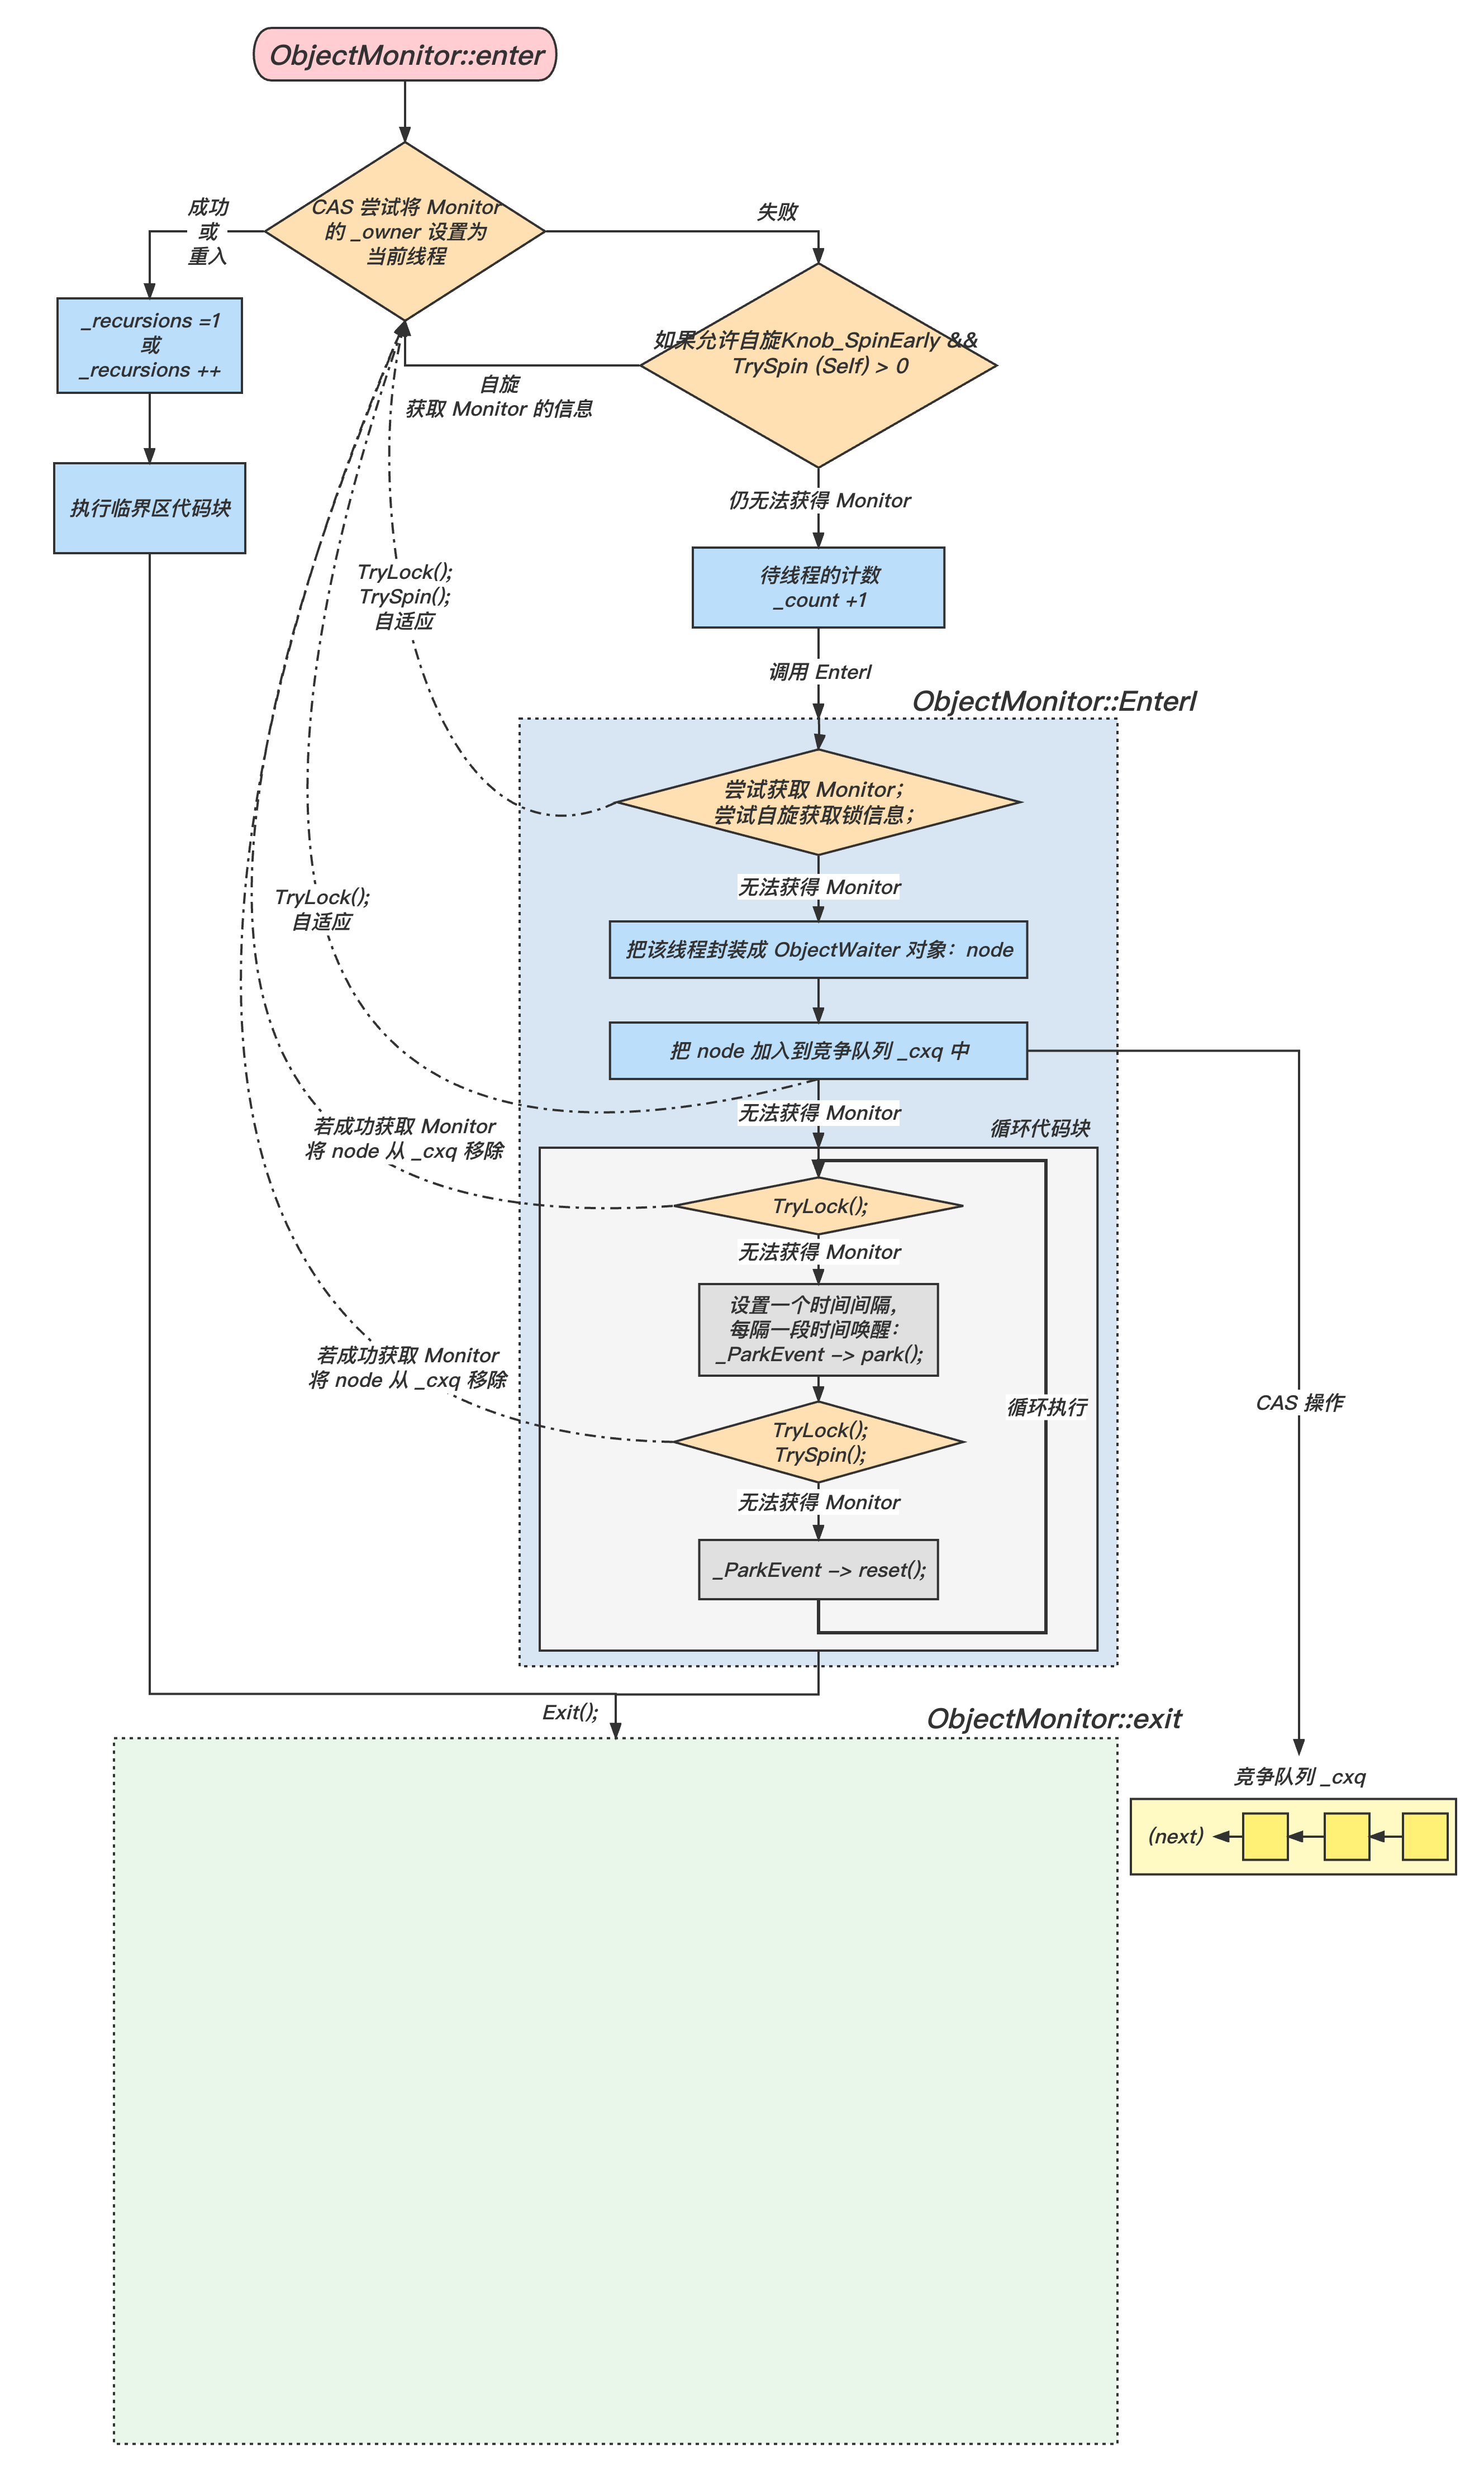 ObjectMonitor::enter
CAS 尝试将 Monitor
的 _owner 设置为
当前线程
成功
或
重入
失败
_recursions =1
或
_recursions ++
如果允许自旋Knob_SpinEarly &&
TrySpin (Self) > 0
自旋
获取 Monitor 的信息
执行临界区代码块
仍无法获得 Monitor
待线程的计数
_count +1
TryLock();
TrySpin();
自适应
调用 EnterI
ObjectMonitor::EnterI
尝试获取 Monitor；
尝试自旋获取锁信息；
无法获得 Monitor
TryLock();
自适应
把该线程封装成 ObjectWaiter 对象：node
把 node 加入到竞争队列 _cxq 中
无法获得 Monitor
循环代码块
若成功获取 Monitor
将 node 从 _cxq 移除
TryLock();
无法获得 Monitor
设置一个时间间隔，
每隔一段时间唤醒：
_ParkEvent –> park();
若成功获取 Monitor
将 node 从 _cxq 移除
循环执行
CAS 操作
TryLock();
TrySpin();
无法获得 Monitor
_ParkEvent –> reset();
Exit();
ObjectMonitor::exit
竞争队列 _cxq
(next)